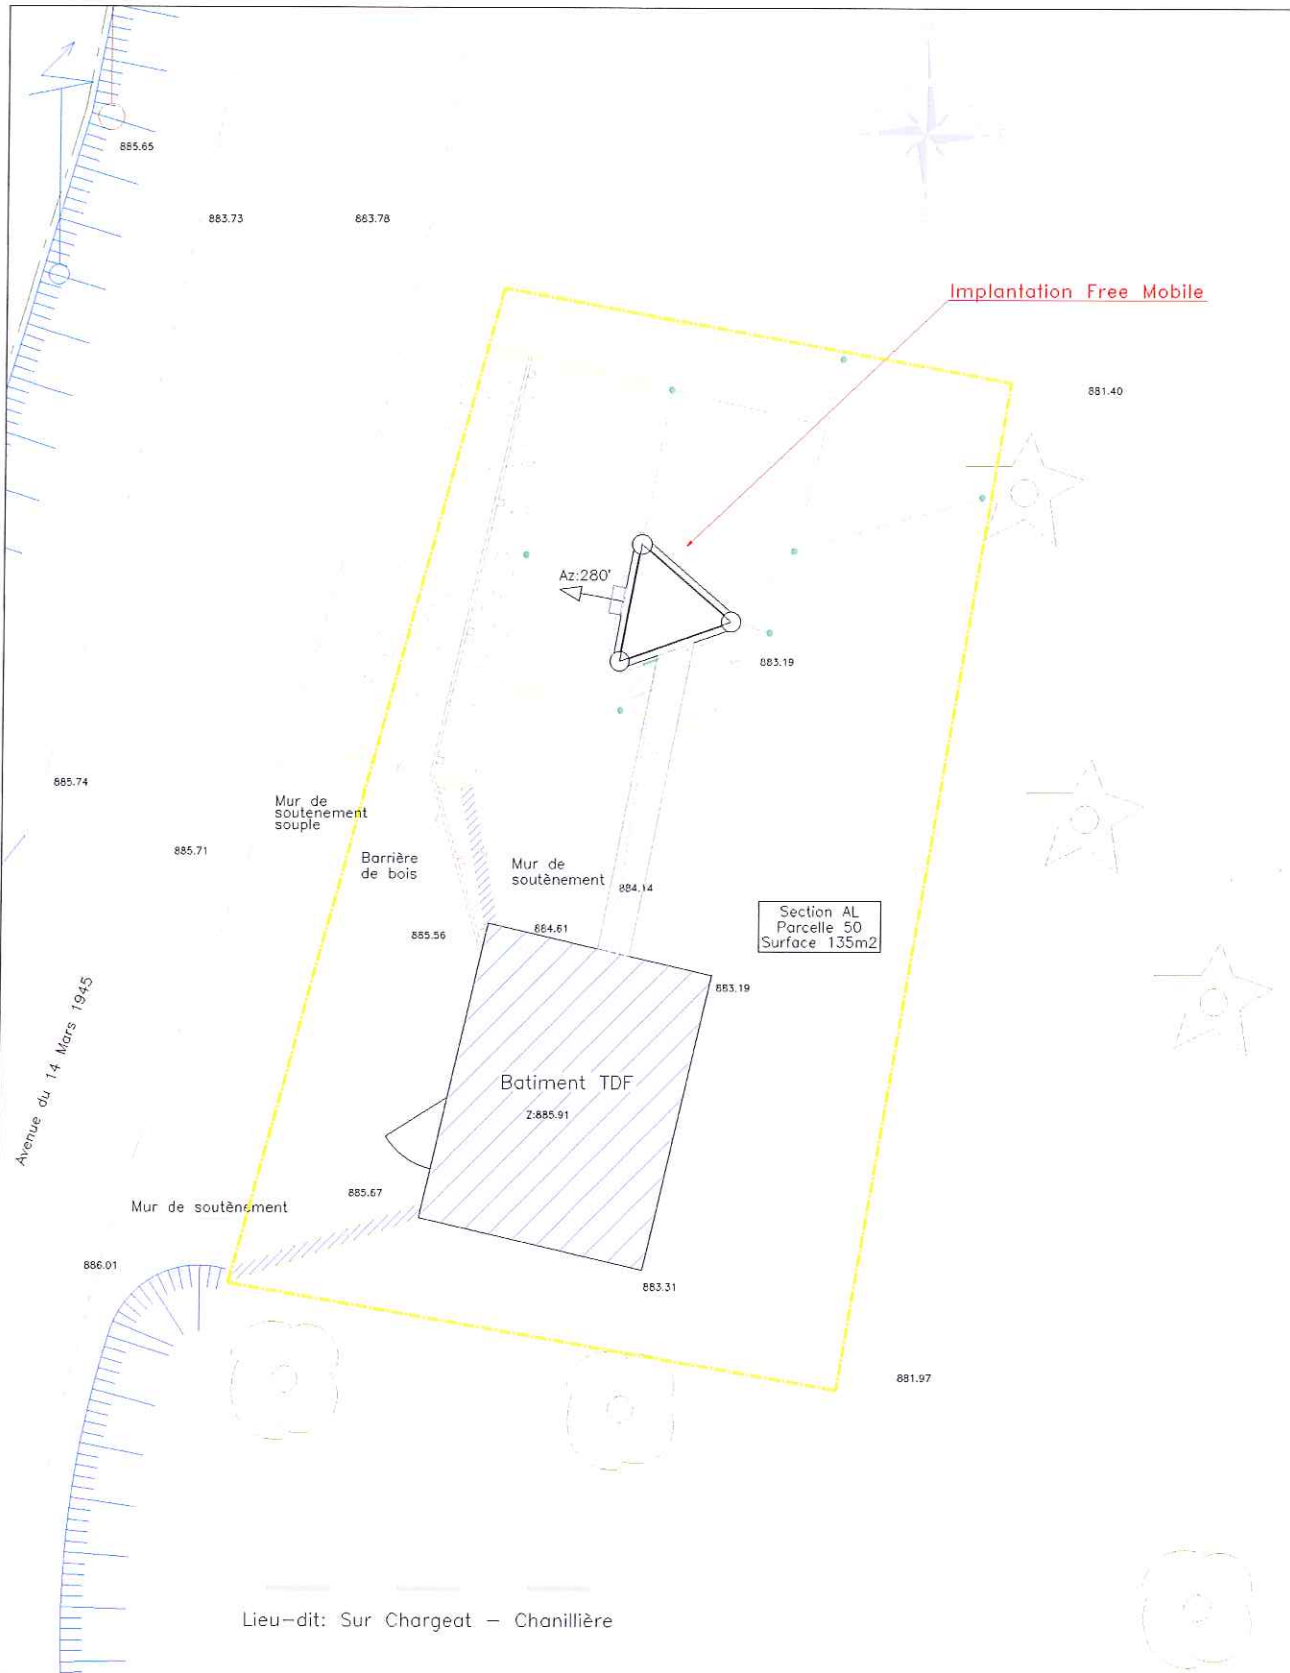 885.65
883.73
883.78
Implantation Free Mobile
881.40
Az:280°
883.19
885.74
Mur de
soutenement
souple
885.71
Barrière
de bois
Mur de
soutènement
884.14
Section AL
Parcelle 50
Surface 135m2
884.61
885.56
883.19
Avenue du 14 Mars 1945
Batiment TDF
Z:885.91
885.67
Mur de soutènement
886.01
883.31
881.97
Lieu-dit: Sur Chargeat - Chanillière